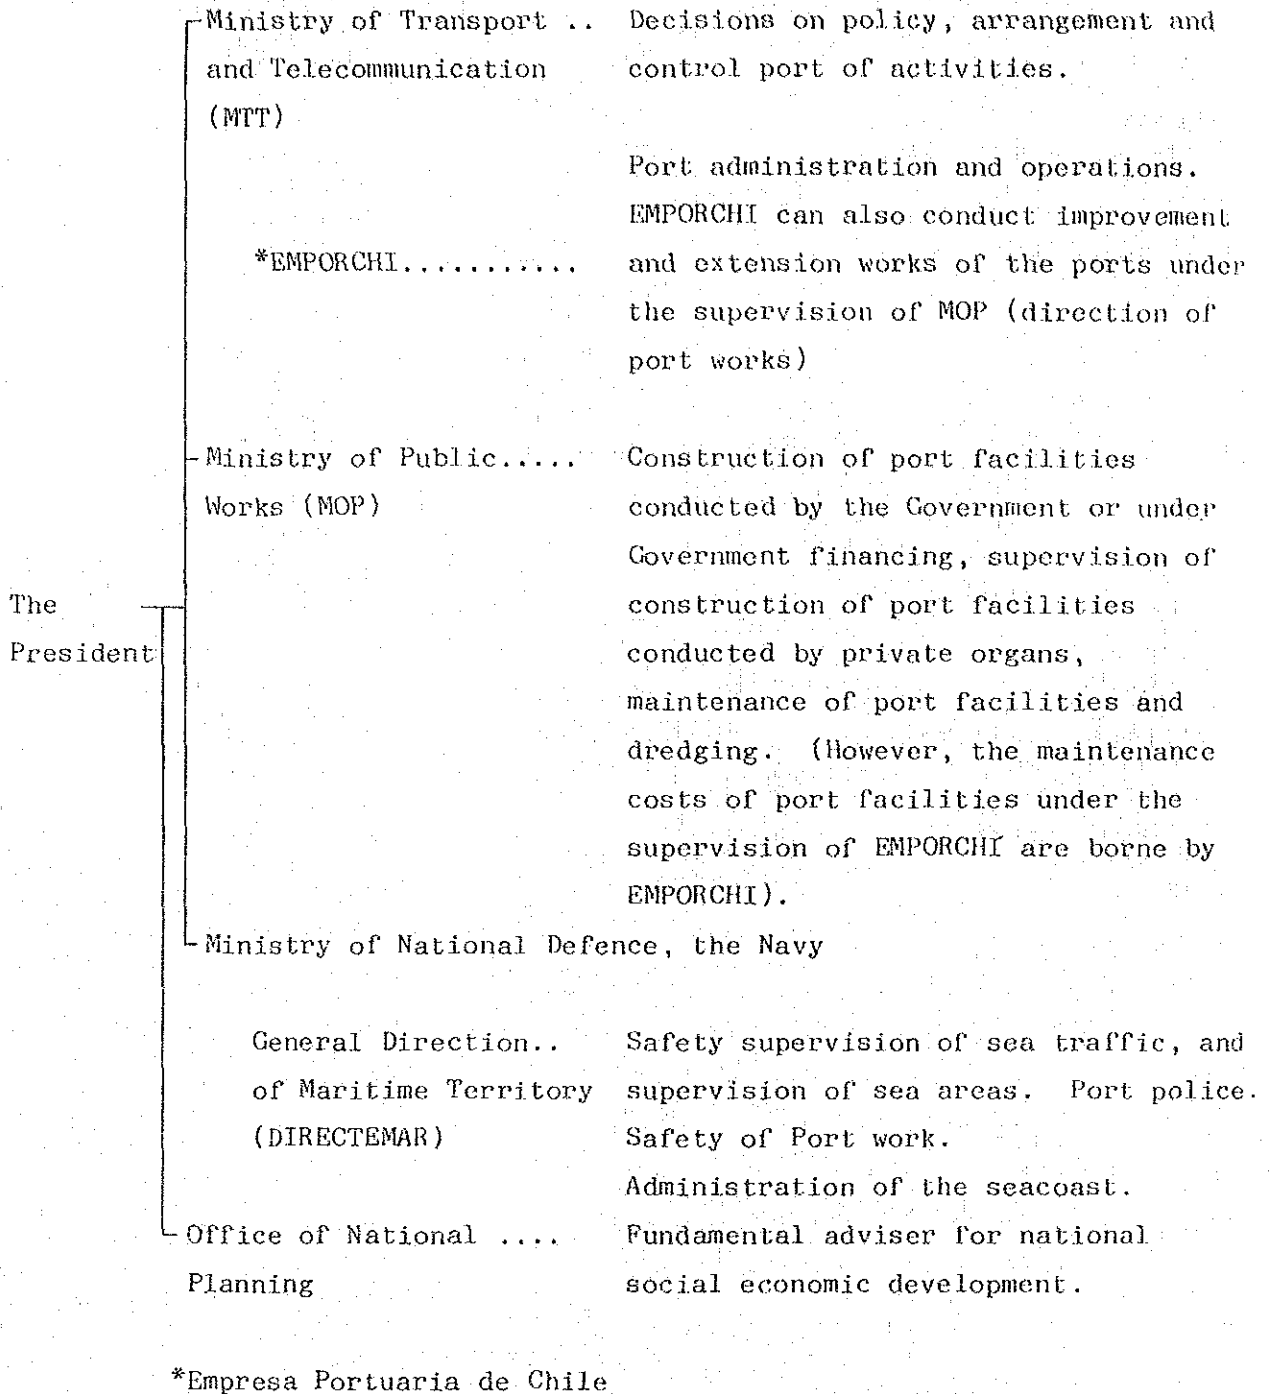 Ministry of Transport .. Decisions on policy, arrangement and
and Telecommunication control port of activities.
(MTT)
Port administration and operations.
EMPORCHI can also conduct improvement
*EMPORCHI........... and extension works of the ports under
the supervision of MOP (direction of
port works)
Ministry of Public..... Construction of port facilities
Works (MOP) conducted by the Government or under
Government financing, supervision of
The construction of port facilities
President conducted by private organs,
maintenance of port facilities and
dredging. (However, the maintenance
costs of port facilities under the
supervision of EMPORCHI are borne by
EMPORCHI).
Ministry of National Defence, the Navy
General Direction.. Safety supervision of sea traffic, and
of Maritime Territory supervision of sea areas. Port police.
(DIRECTEMAR) Safety of Port work.
Administration of the seacoast.
Office of National .... Fundamental adviser for national
Planning social economic development.
*Empresa Portuaria de Chile